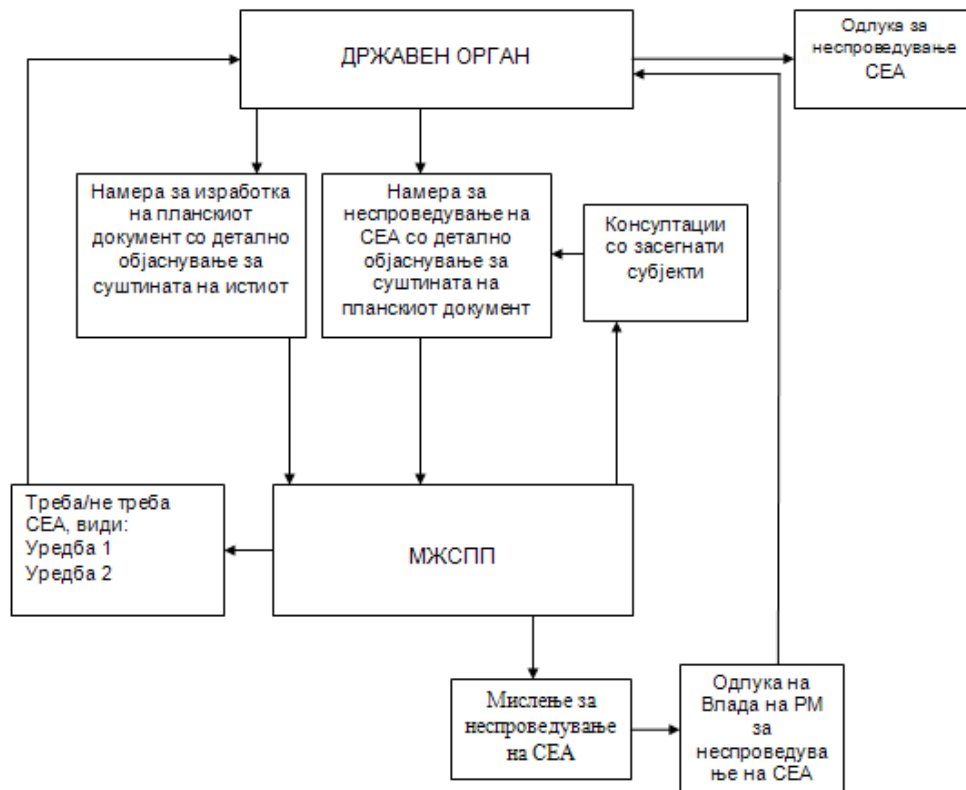 ДРЖАВЕН ОРГАН
Одлука за
неспроведување
СЕА
Намера за изработка
на планскиот
документ со детално
објаснување за
суштината на истиот
Намера за
неспроведување на
СЕА со детално
објаснување за
суштината на
планскиот документ
Консултации
со засегнати
субјекти
Треба/не треба
СЕА, види:
Уредба 1
Уредба 2
МЖСПП
Мислење за
неспроведување
на СЕА
Одлука на
Влада на РМ
за
неспроведува
ње на СЕА